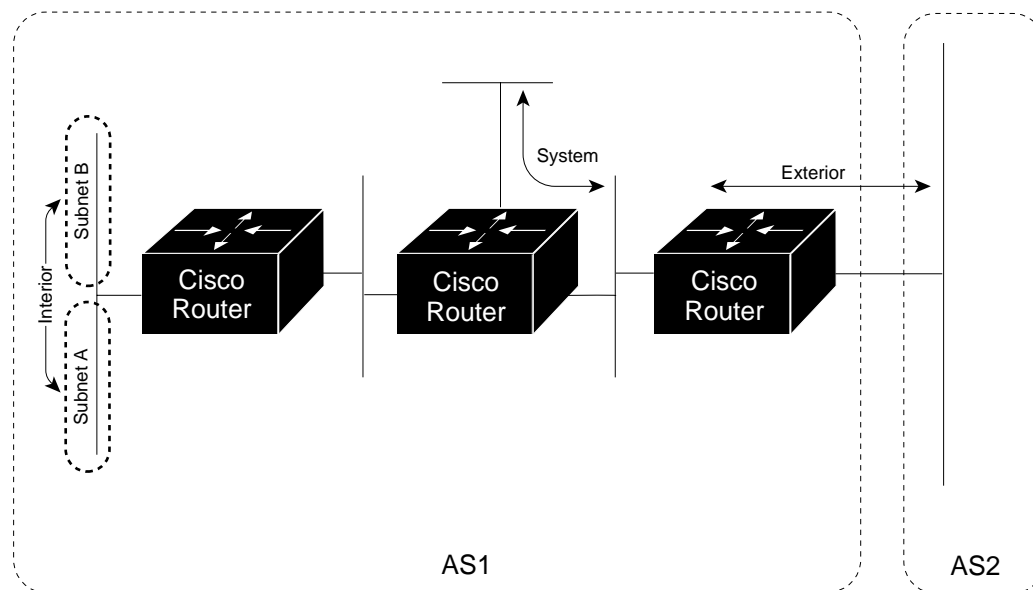 Subnet B
System
Exterior
Interior
Cisco
Router
Cisco
Router
Cisco
Router
Subnet A
AS1
AS2